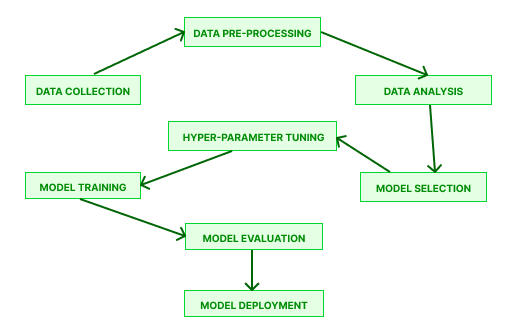 DATA PRE-PROCESSING
DATA COLLECTION
DATA ANALYSIS
HYPER-PARAMETER TUNING
MODEL TRAINING
MODEL SELECTION
MODEL EVALUATION
MODEL DEPLOYMENT